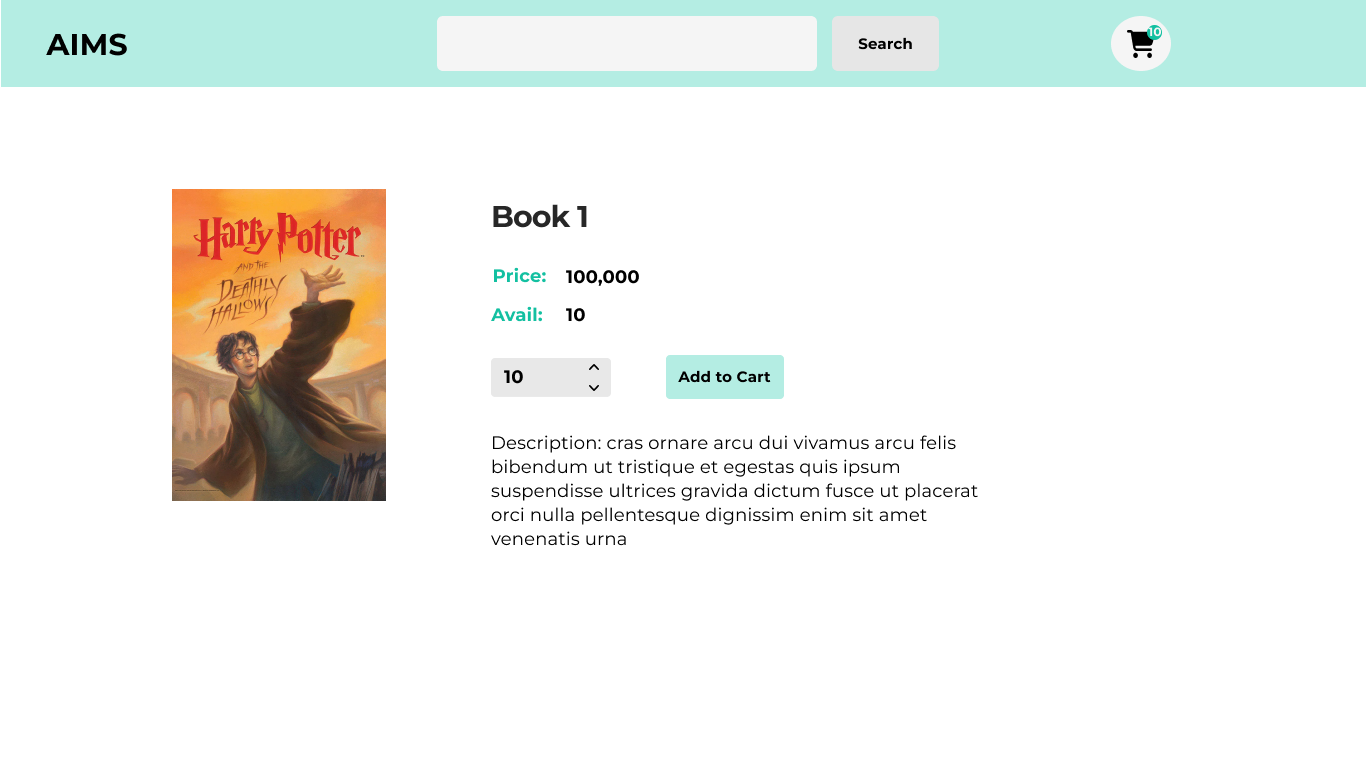 AIMS
Search
10
Harry Potter
AND THE
DEATHLY
HALLOWS
Book 1
Price: 100,000
Avail: 10
10
Add to Cart
Description: cras ornare arcu dui vivamus arcu felis
bibendum ut tristique et egestas quis ipsum
suspendisse ultrices gravida dictum fusce ut placerat
orci nulla pellentesque dignissim enim sit amet
venenatis urna